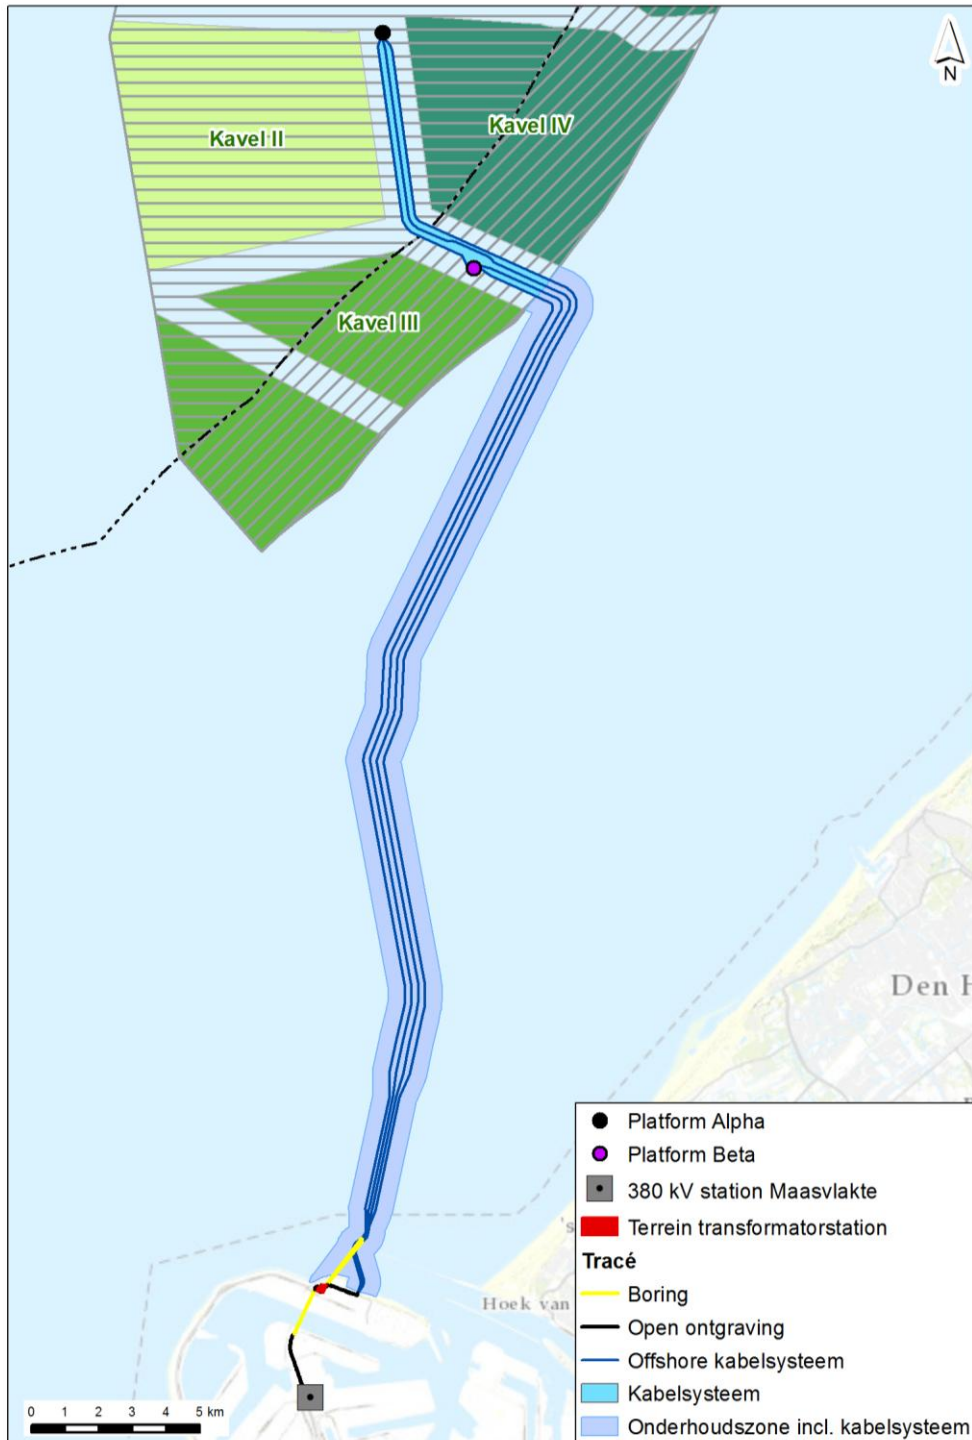 N
Kavel II
Kavel IV
Kavel III
Den H
's
Hoek van
Platform Alpha
Platform Beta
380 kV station Maasvlakte
Terrein transformatorstation
Tracé
Boring
Open ontgraving
Offshore kabelsysteem
Kabelsysteem
Onderhoudszone incl. kabelsysteem
0 1 2 3 4 5 km